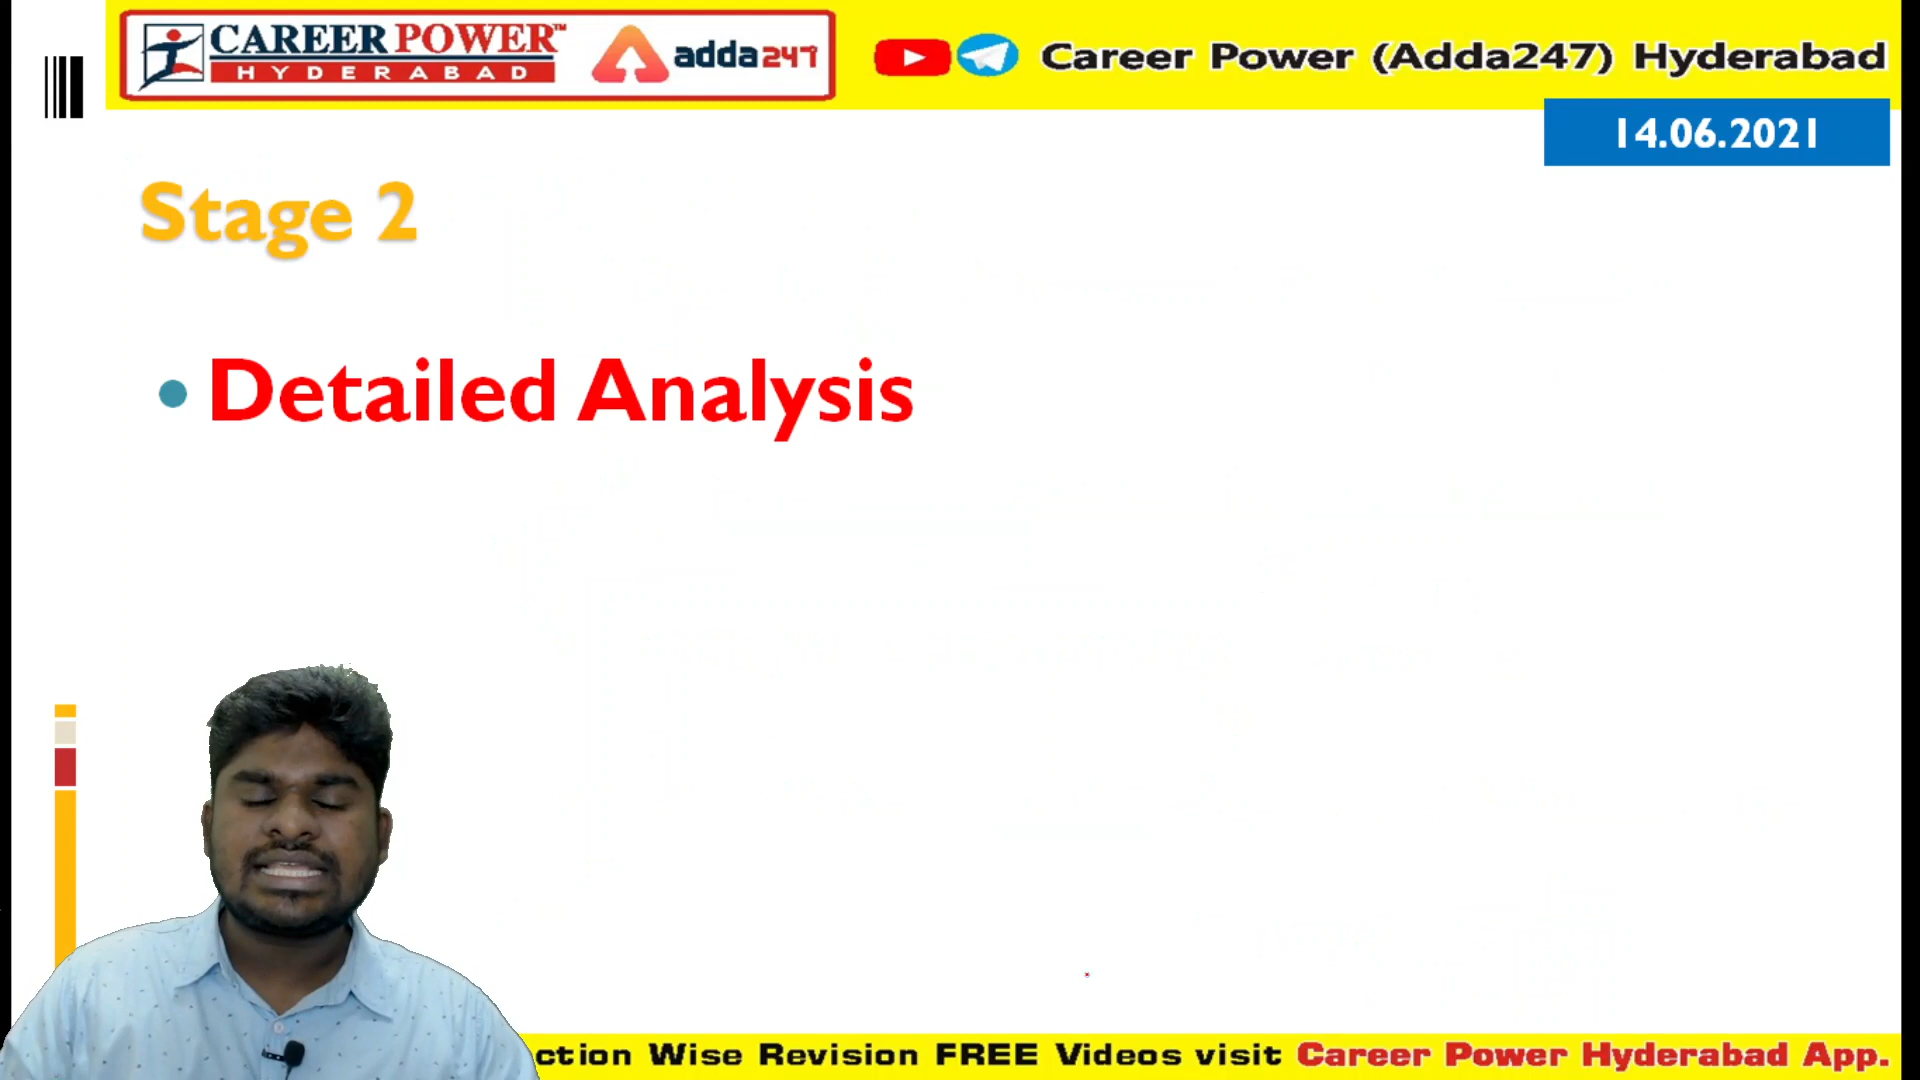 CAREER POWER™
HYDERABAD
adda247
Career Power (Adda247) Hyderabad
14.06.2021
Stage 2
• Detailed Analysis
ction Wise Revision FREE Videos visit Career Power Hyderabad App.